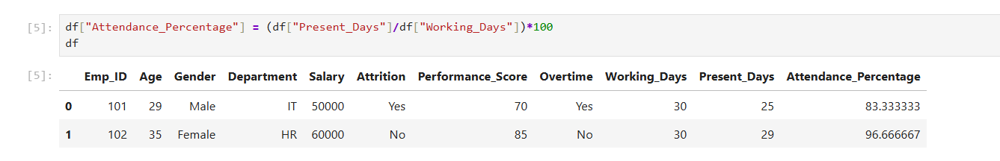 [5]: df["Attendance_Percentage"] = (df["Present_Days"]/df["Working_Days"])*100
df
[5]:
Emp_ID Age Gender Department Salary Attrition Performance_Score Overtime Working_Days Present_Days Attendance_Percentage
0 101 29 Male IT 50000 Yes 70 Yes 30 25 83.333333
1 102 35 Female HR 60000 No 85 No 30 29 96.666667